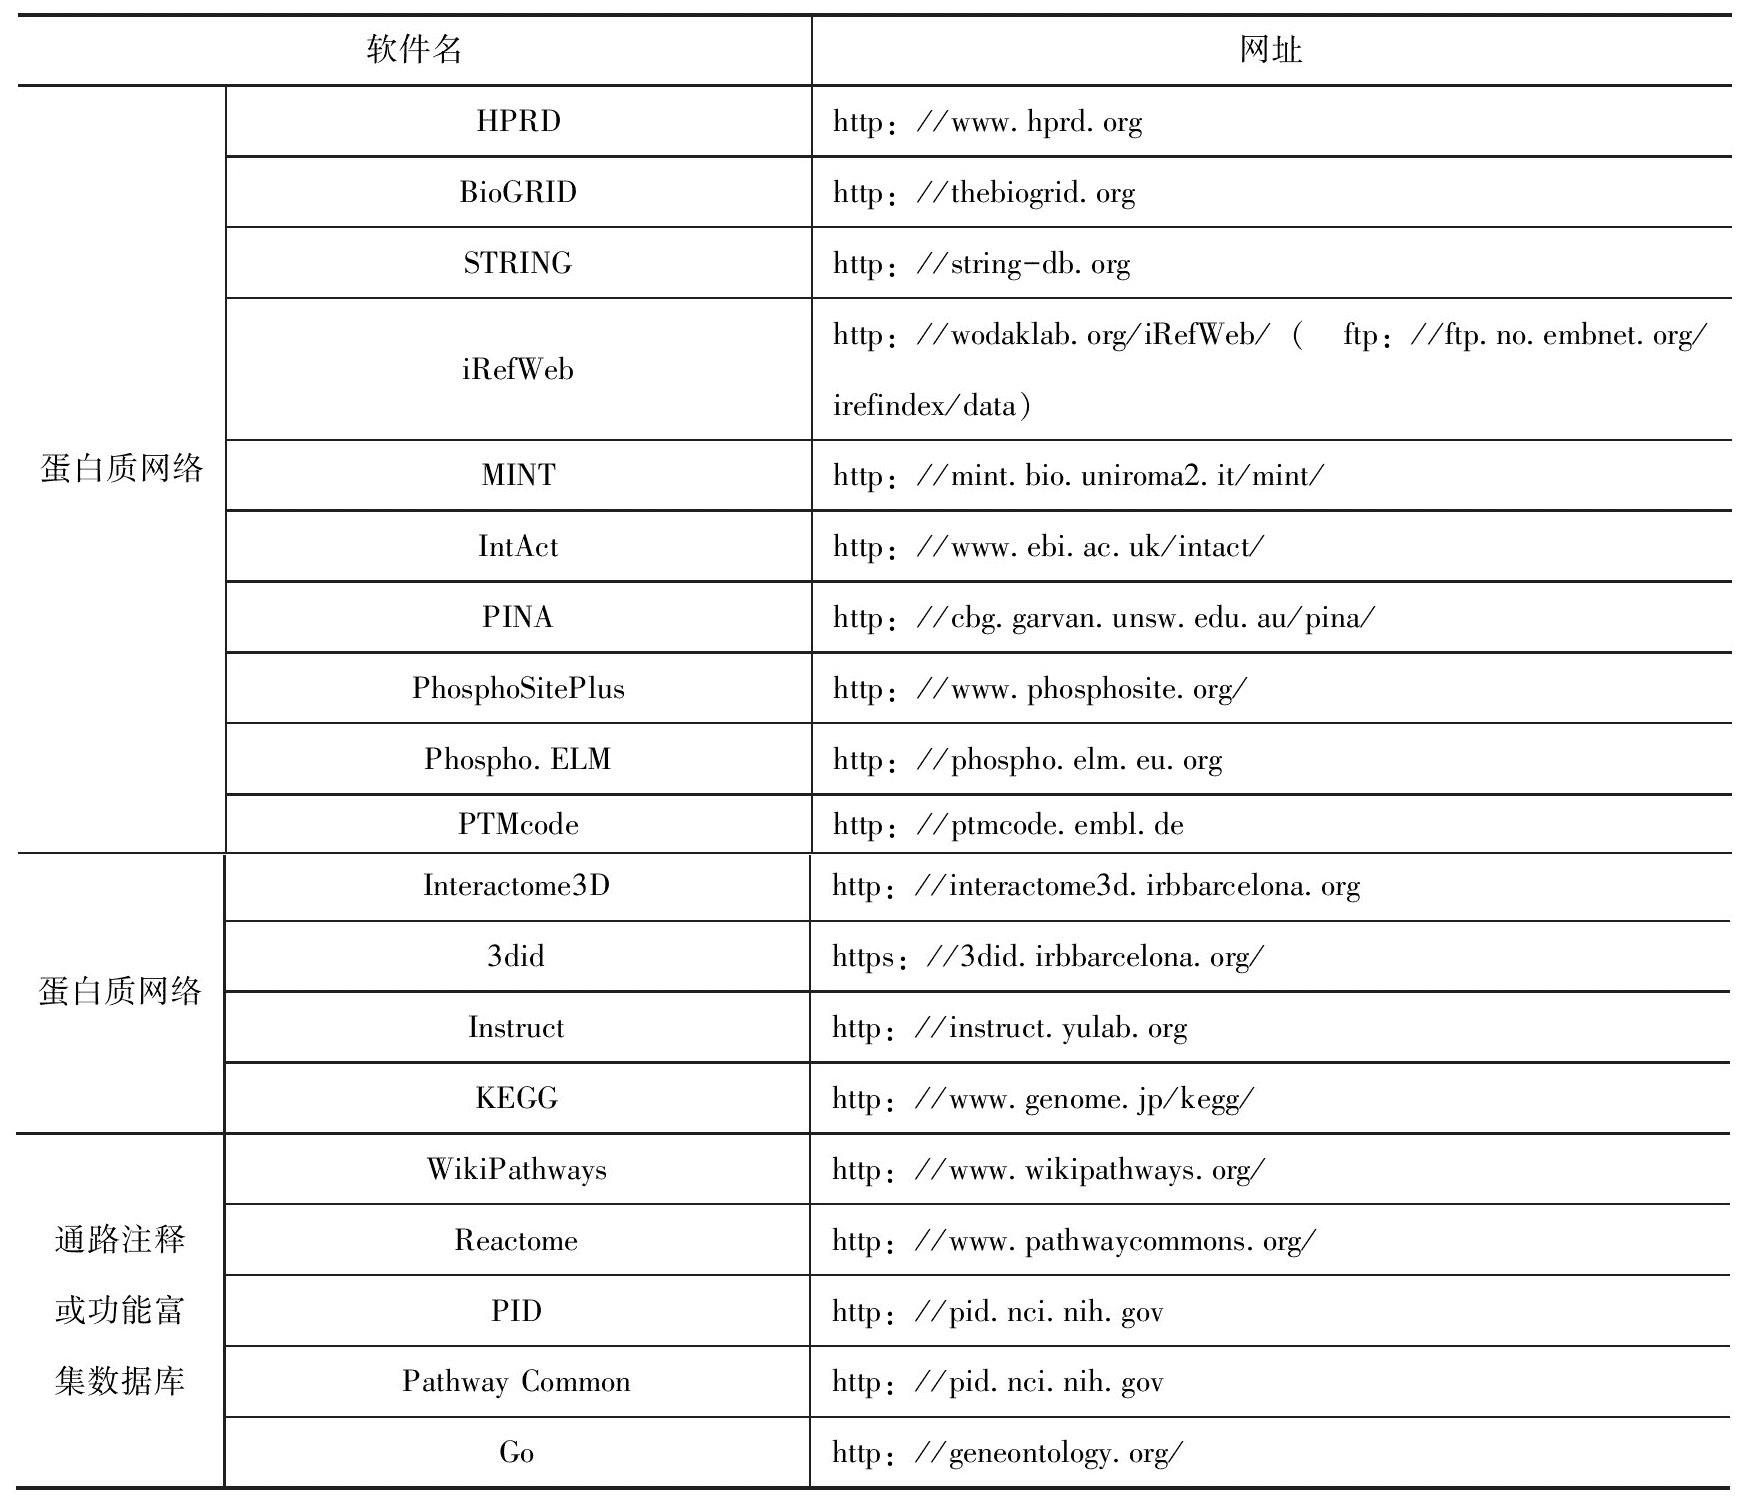 软件名 网址
HPRD http：//www. hprd. org
BioGRID http：//thebiogrid. org
STRING http：//string-db. org
iRefWeb http：//wodaklab. org/iRefWeb/（ ftp：//ftp. no. embnet. org/
irefindex/data）
蛋白质网络
MINT http：//mint. bio. uniroma2. it/mint/
IntAct http：//www. ebi. ac. uk/intact/
PINA http：//cbg. garvan. unsw. edu. au/pina/
PhosphoSitePlus http：//www. phosphosite. org/
Phospho. ELM http：//phospho. elm. eu. org
PTMcode http：//ptmcode. embl. de
Interactome3D http：//interactome3d. irbbarcelona. org
3did https：//3did. irbbarcelona. org/
蛋白质网络
Instruct http：//instruct. yulab. org
KEGG http：//www. genome. jp/kegg/
WikiPathways http：//www. wikipathways. org/
通路注释 Reactome http：//www. pathwaycommons. org/
或功能富 PID http：//pid. nci. nih. gov
集数据库 Pathway Common http：//pid. nci. nih. gov
Go http：//geneontology. org/